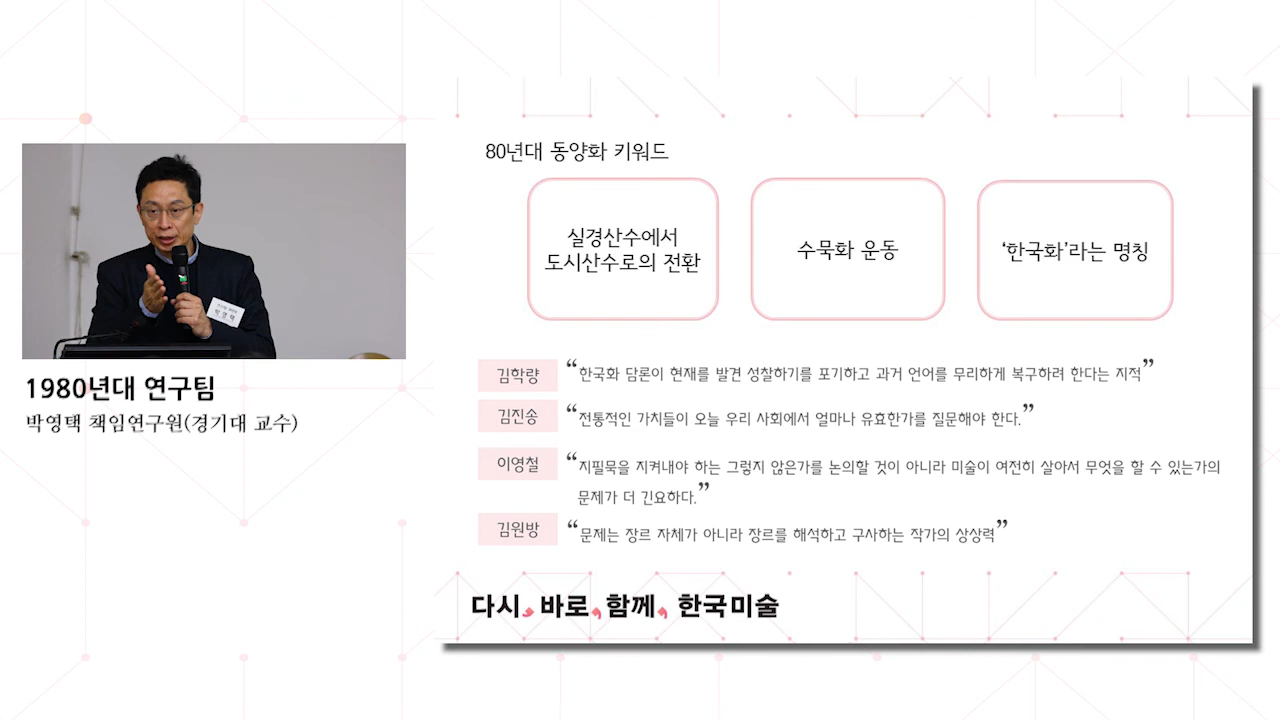 80년대 동양화 키워드
실경산수에서
도시산수로의 전환
수묵화 운동
‘한국화’라는 명칭
박영택
1980년대 연구팀
박영택 책임연구원(경기대 교수)
김학량 “한국화 담론이 현재를 발견 성찰하기를 포기하고 과거 언어를 무리하게 복구하려 한다는 지적”
김진송 “전통적인 가치들이 오늘 우리 사회에서 얼마나 유효한가를 질문해야 한다.”
이영철 “지필묵을 지켜내야 하는 그렇지 않은가를 논의할 것이 아니라 미술이 여전히 살아서 무엇을 할 수 있는가의
문제가 더 긴요하다.”
김원방 “문제는 장르 자체가 아니라 장르를 해석하고 구사하는 작가의 상상력”
다시, 바로, 함께, 한국미술